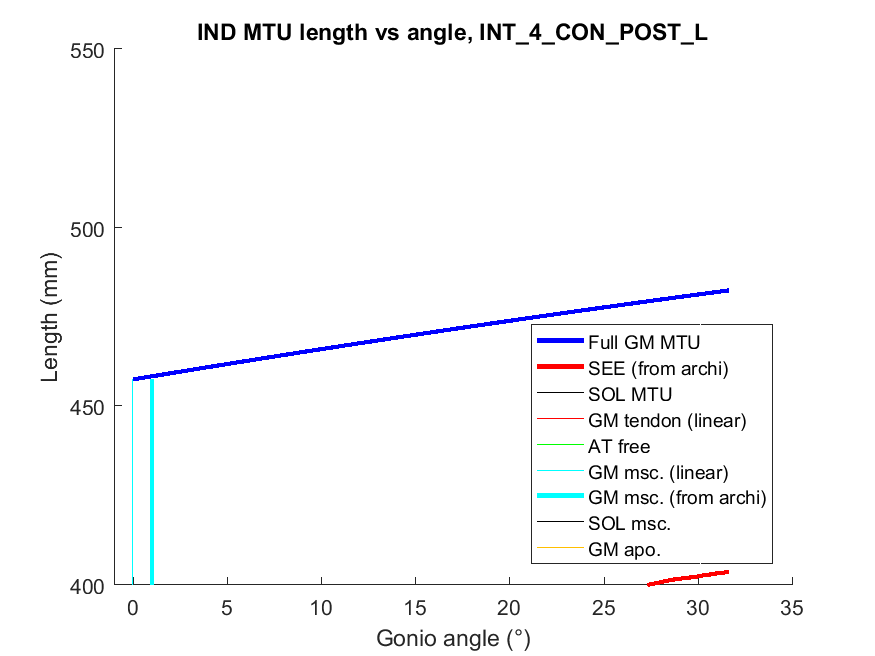 IND MTU length vs angle, INT_4_CON_POST_L
550
500
450
400
Length (mm)
0
5
10
15
20
25
30
35
Gonio angle (°)
Full GM MTU
SEE (from archi)
SOL MTU
GM tendon (linear)
AT free
GM msc. (linear)
GM msc. (from archi)
SOL msc.
GM apo.